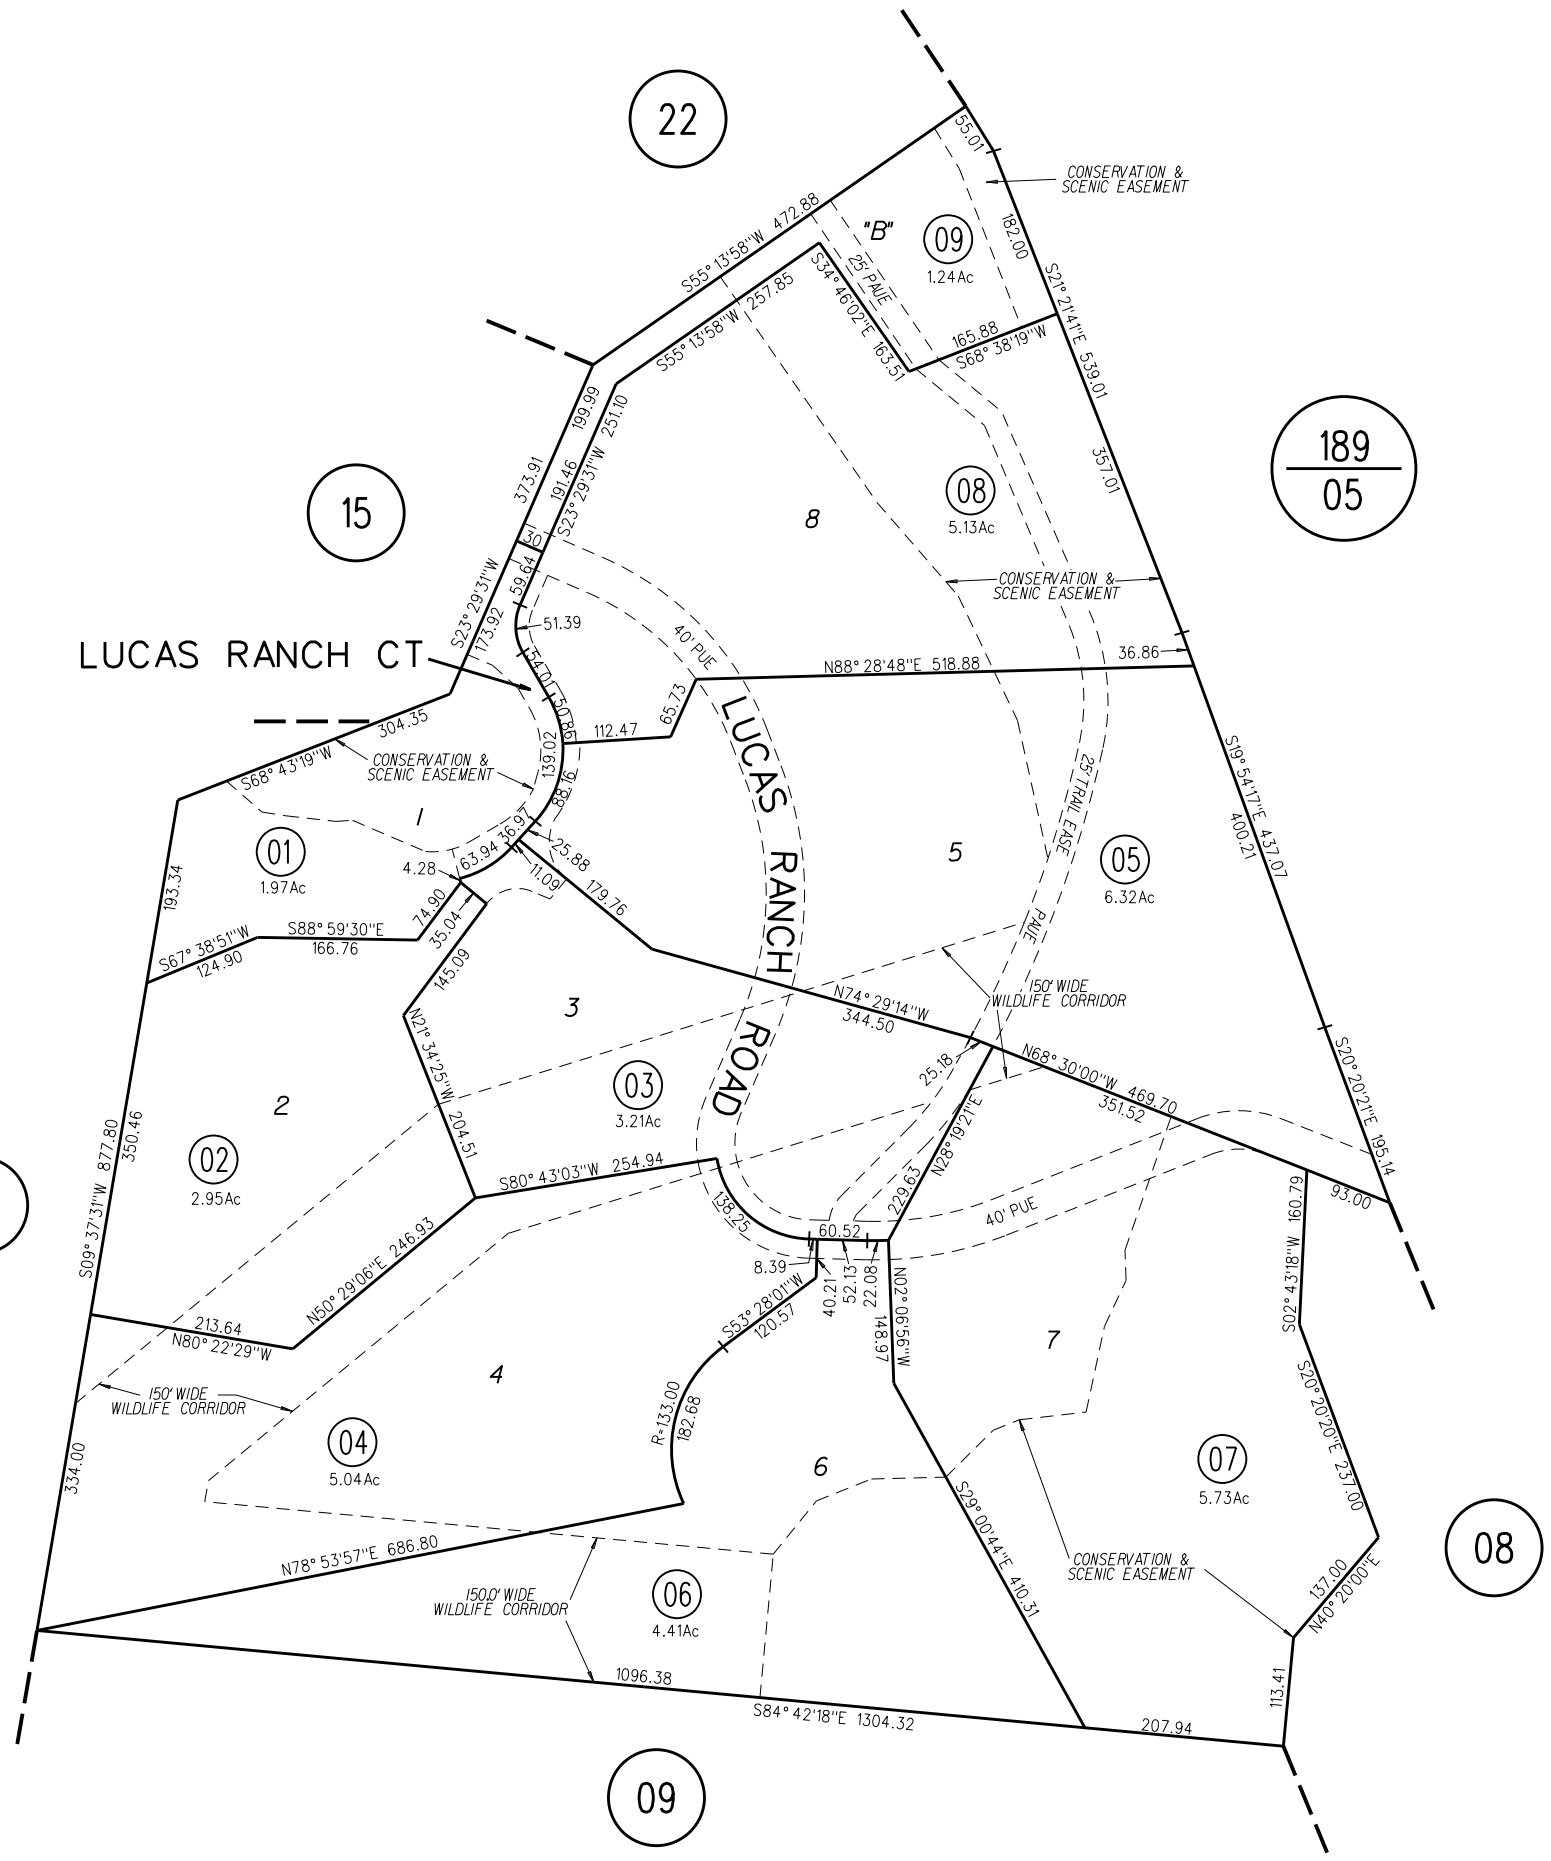 22
55.01
CONSERVATION &
SCENIC EASEMENT
S55°13'58"W 472.88
"B"
09
1.24Ac
182.00
25' PAUE
S21°21'41"E 539.01
S55°13'58"W 257.85
S34°46'02"E 163.51
165.88
S68°38'19"W
199.99
251.10
373.91
191.46
S23°29'31"W
357.01
189
05
15
08
5.13Ac
8
30
59.64
S23°29'31"W
173.92
CONSERVATION &
SCENIC EASEMENT
51.39
40' PUE
LUCAS RANCH CT
54.01
36.86
N88°28'48"E 518.88
50.86
65.73
112.47
304.35
S68°43'19"W
CONSERVATION &
SCENIC EASEMENT
139.02
88.16
LUCAS RANCH ROAD
25' TRAIL EASE
PAUE
S19°54'17"E 437.07
400.21
1
01
1.97Ac
4.28
63.94
36.97
25.88
11.09
179.76
5
05
6.32Ac
193.34
74.90
35.04
S67°38'51"W
124.90
S88°59'30"E
166.76
145.09
150' WIDE
WILDLIFE CORRIDOR
N74°29'14"W
344.50
3
N21°34'25"W 204.51
25.18
N68°30'00"W 469.70
351.52
S20°20'21"E 195.14
2
03
3.21Ac
02
2.95Ac
S09°37'31"W 877.80
350.46
S80°43'03"W 254.94
138.25
N28°19'21"E
229.63
93.00
40' PUE
S02°43'18"W 160.79
60.52
8.39
40.21
52.13
22.08
N50°29'06"E 246.93
213.64
N80°22'29"W
S53°28'01"W
120.57
N02°06'56"W
148.97
7
4
150' WIDE
WILDLIFE CORRIDOR
R=133.00
182.68
S20°20'20"E 237.00
04
5.04Ac
6
334.00
07
5.73Ac
S29°00'44"E 410.31
N78°53'57"E 686.80
08
CONSERVATION &
SCENIC EASEMENT
137.00
N40°20'00"E
150.0' WIDE
WILDLIFE CORRIDOR
06
4.41Ac
113.41
1096.38
S84°42'18"E 1304.32
207.94
09